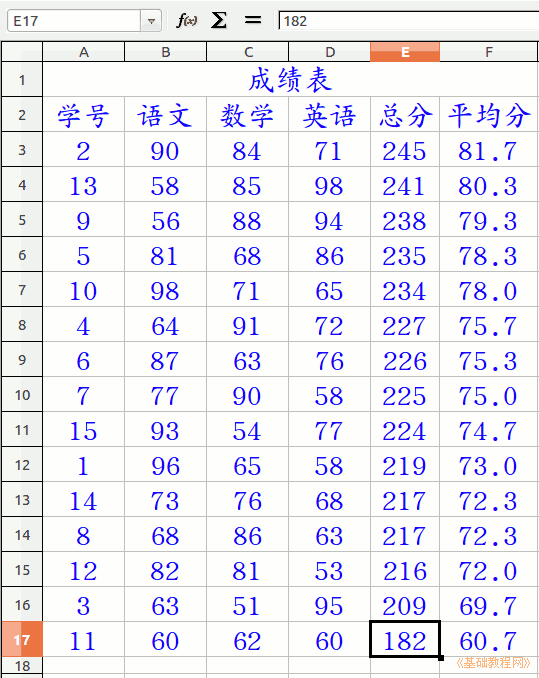 E17 f(x) Σ = 182
A B C D E F
1 成绩表
2 学号 语文 数学 英语 总分 平均分
3 2 90 84 71 245 81.7
4 13 58 85 98 241 80.3
5 9 56 88 94 238 79.3
6 5 81 68 86 235 78.3
7 10 98 71 65 234 78.0
8 4 64 91 72 227 75.7
9 6 87 63 76 226 75.3
10 7 77 90 58 225 75.0
11 15 93 54 77 224 74.7
12 1 96 65 58 219 73.0
13 14 73 76 68 217 72.3
14 8 68 86 63 217 72.3
15 12 82 81 53 216 72.0
16 3 63 51 95 209 69.7
17 11 60 62 60 182 60.7
18
《基础教程网》